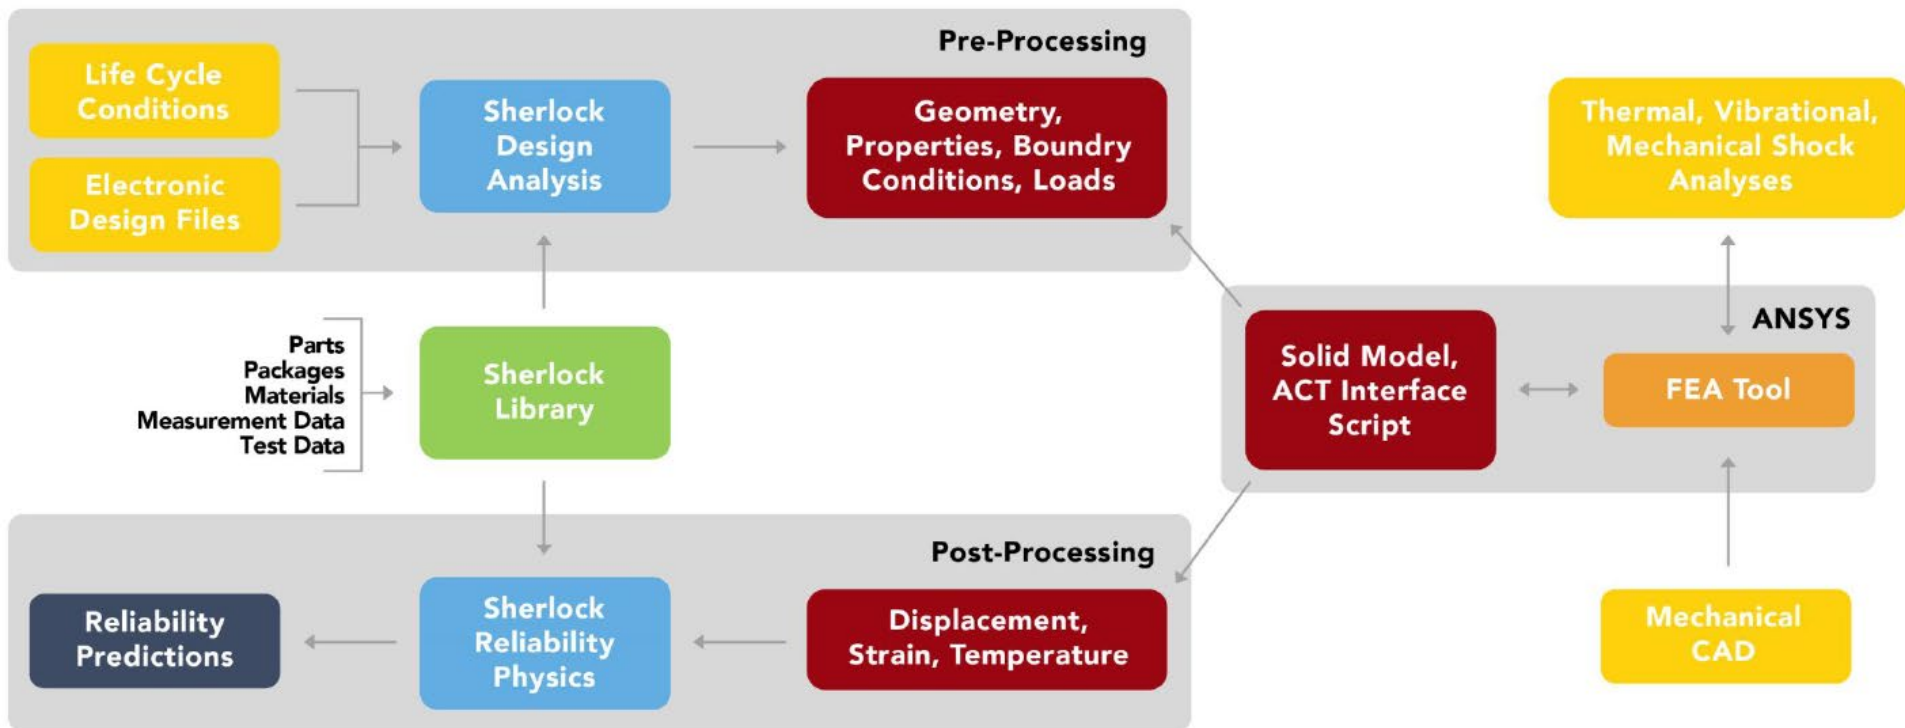 Pre-Processing
Life Cycle
Conditions
Electronic
Design Files
Sherlock
Design
Analysis
Geometry,
Properties, Boundry
Conditions, Loads
Thermal, Vibrational,
Mechanical Shock
Analyses
Parts
Packages
Materials
Measurement Data
Test Data
Sherlock
Library
ANSYS
Solid Model,
ACT Interface
Script
FEA Tool
Post-Processing
Reliability
Predictions
Sherlock
Reliability
Physics
Displacement,
Strain, Temperature
Mechanical
CAD